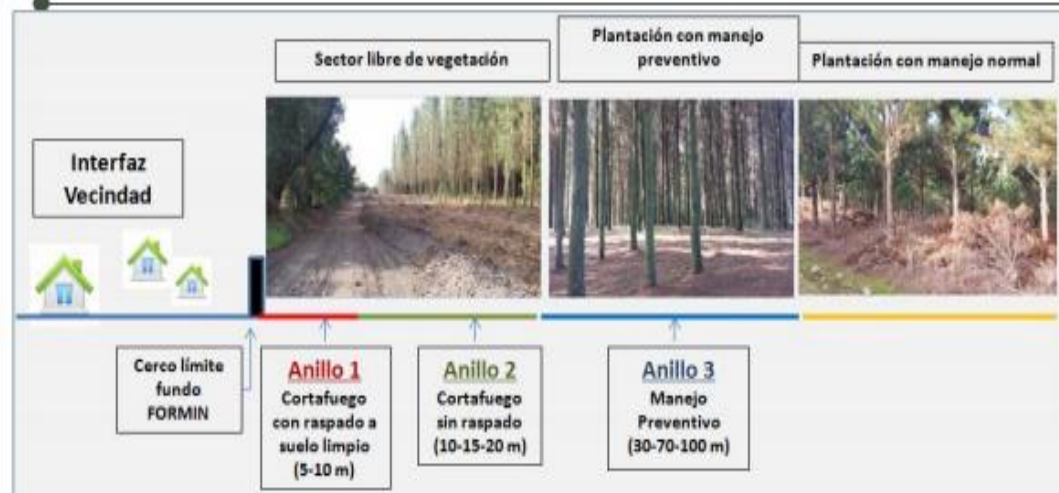 Sector libre de vegetación
Plantación con manejo
preventivo
Plantación con manejo normal
Interfaz
Vecindad
Cerco límite
fundo
FORMIN
Anillo 1
Cortafuego
con raspado a
suelo limpio
(5-10 m)
Anillo 2
Cortafuego
sin raspado
(10-15-20 m)
Anillo 3
Manejo
Preventivo
(30-70-100 m)